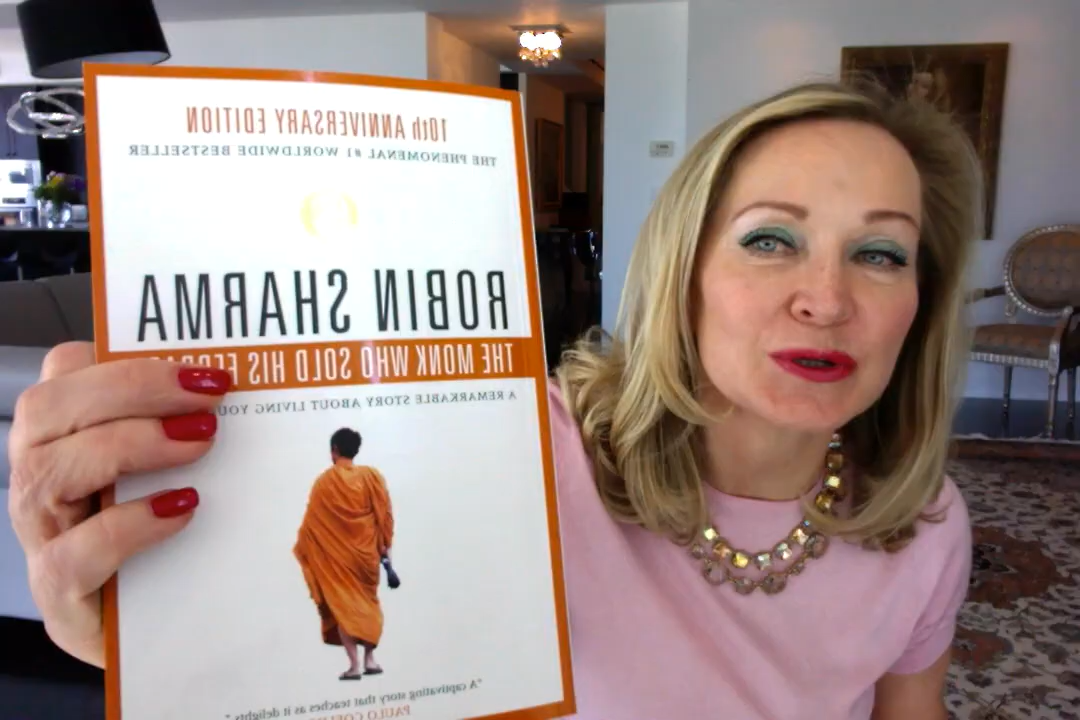 10th ANNIVERSARY EDITION
THE PHENOMENAL #1 WORLDWIDE BESTSELLER
ROBIN SHARMA
THE MONK WHO SOLD HIS
A REMARKABLE STORY ABOUT LIVING
"A captivating story that teaches as it delights."
PAULO